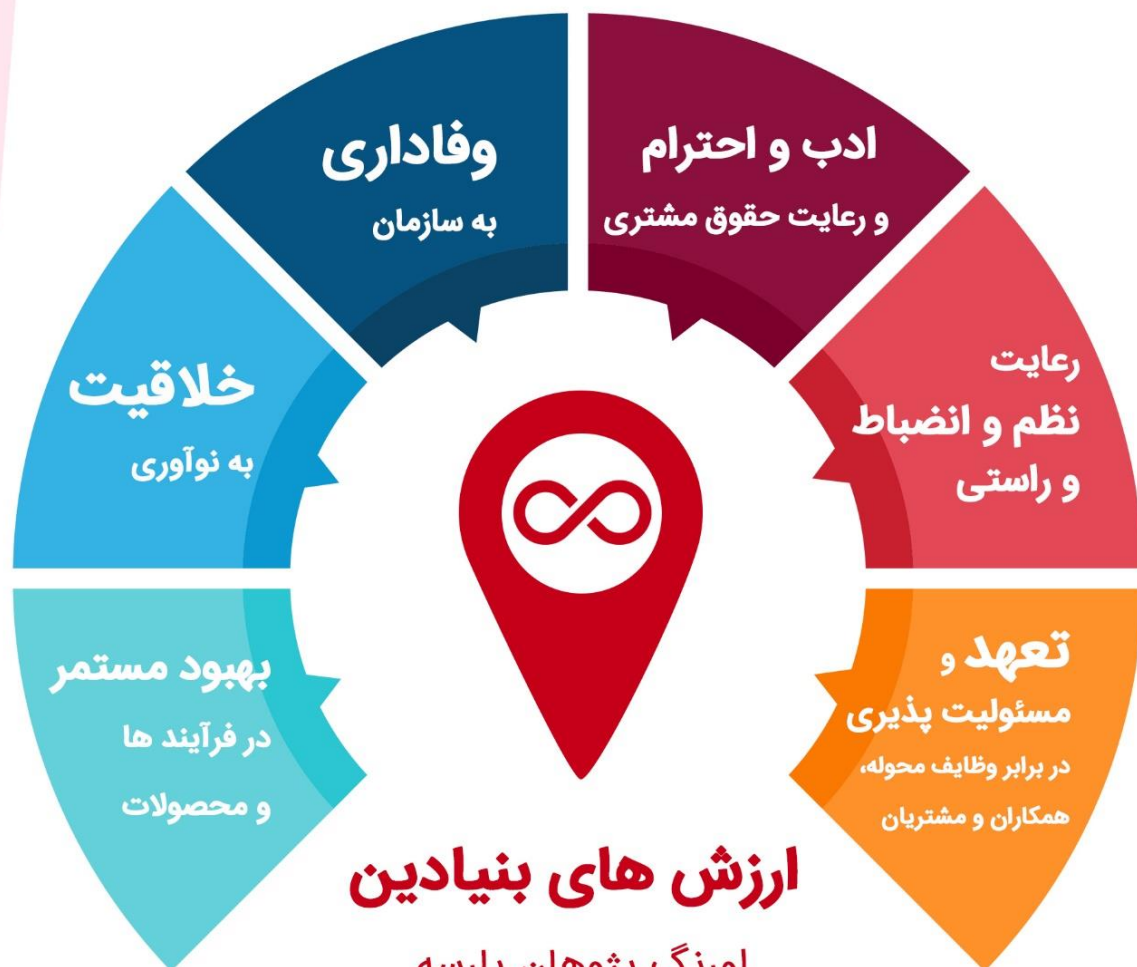 ادب و احترام
و رعایت حقوق مشتری
وفاداری
به سازمان
رعایت
نظم و انضباط
و راستی
خلاقیت
به نوآوری
تعهد و
مسئولیت پذیری
در برابر وظایف محوله،
همکاران و مشتریان
بهبود مستمر
در فرآیند ها
و محصولات
ارزش های بنیادین